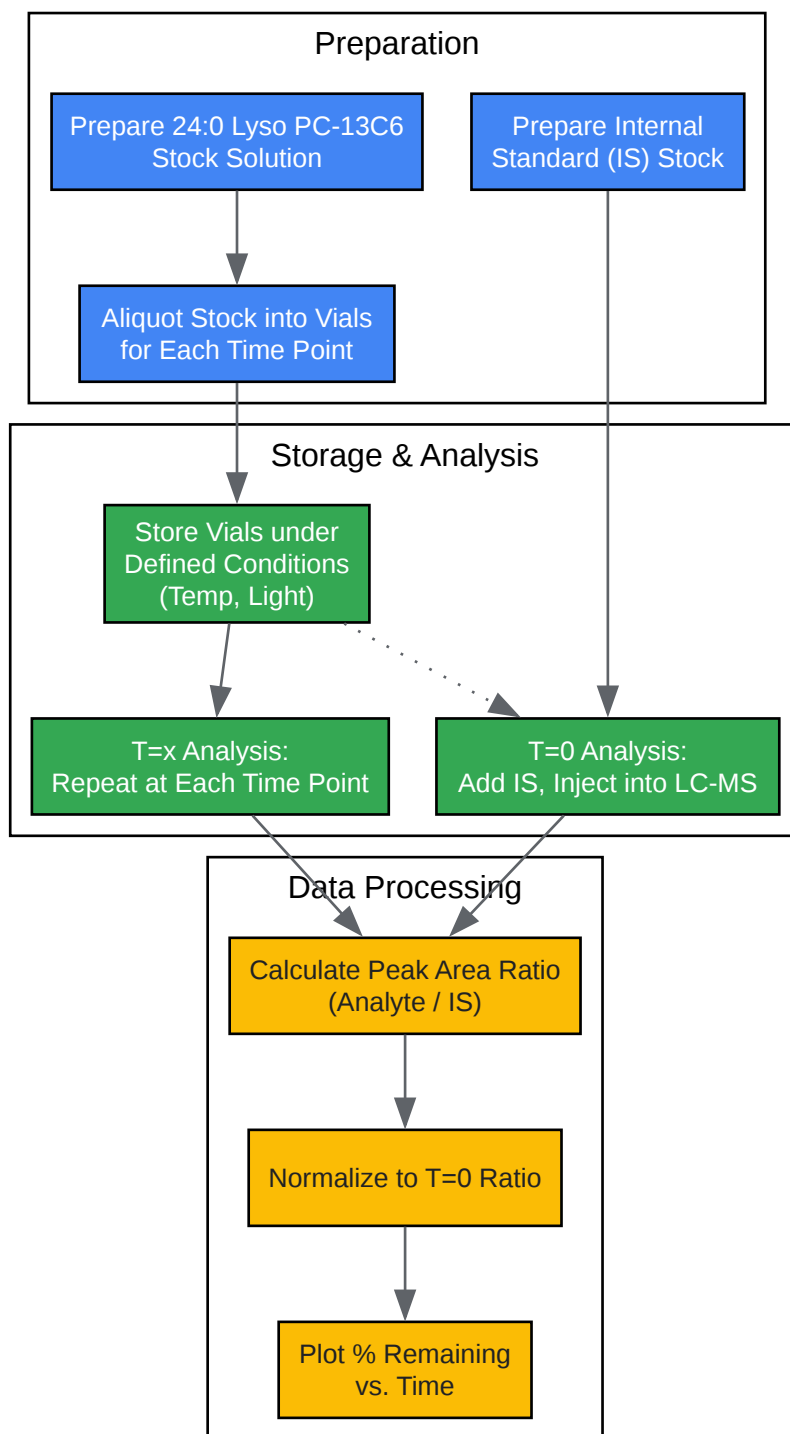 Preparation
Prepare 24:0 Lyso PC-13C6
Stock Solution
Prepare Internal
Standard (IS) Stock
Aliquot Stock into Vials
for Each Time Point
Storage & Analysis
Store Vials under
Defined Conditions
(Temp, Light)
T=x Analysis:
Repeat at Each Time Point
T=0 Analysis:
Add IS, Inject into LC-MS
Data Processing
Calculate Peak Area Ratio
(Analyte / IS)
Normalize to T=0 Ratio
Plot % Remaining
vs. Time